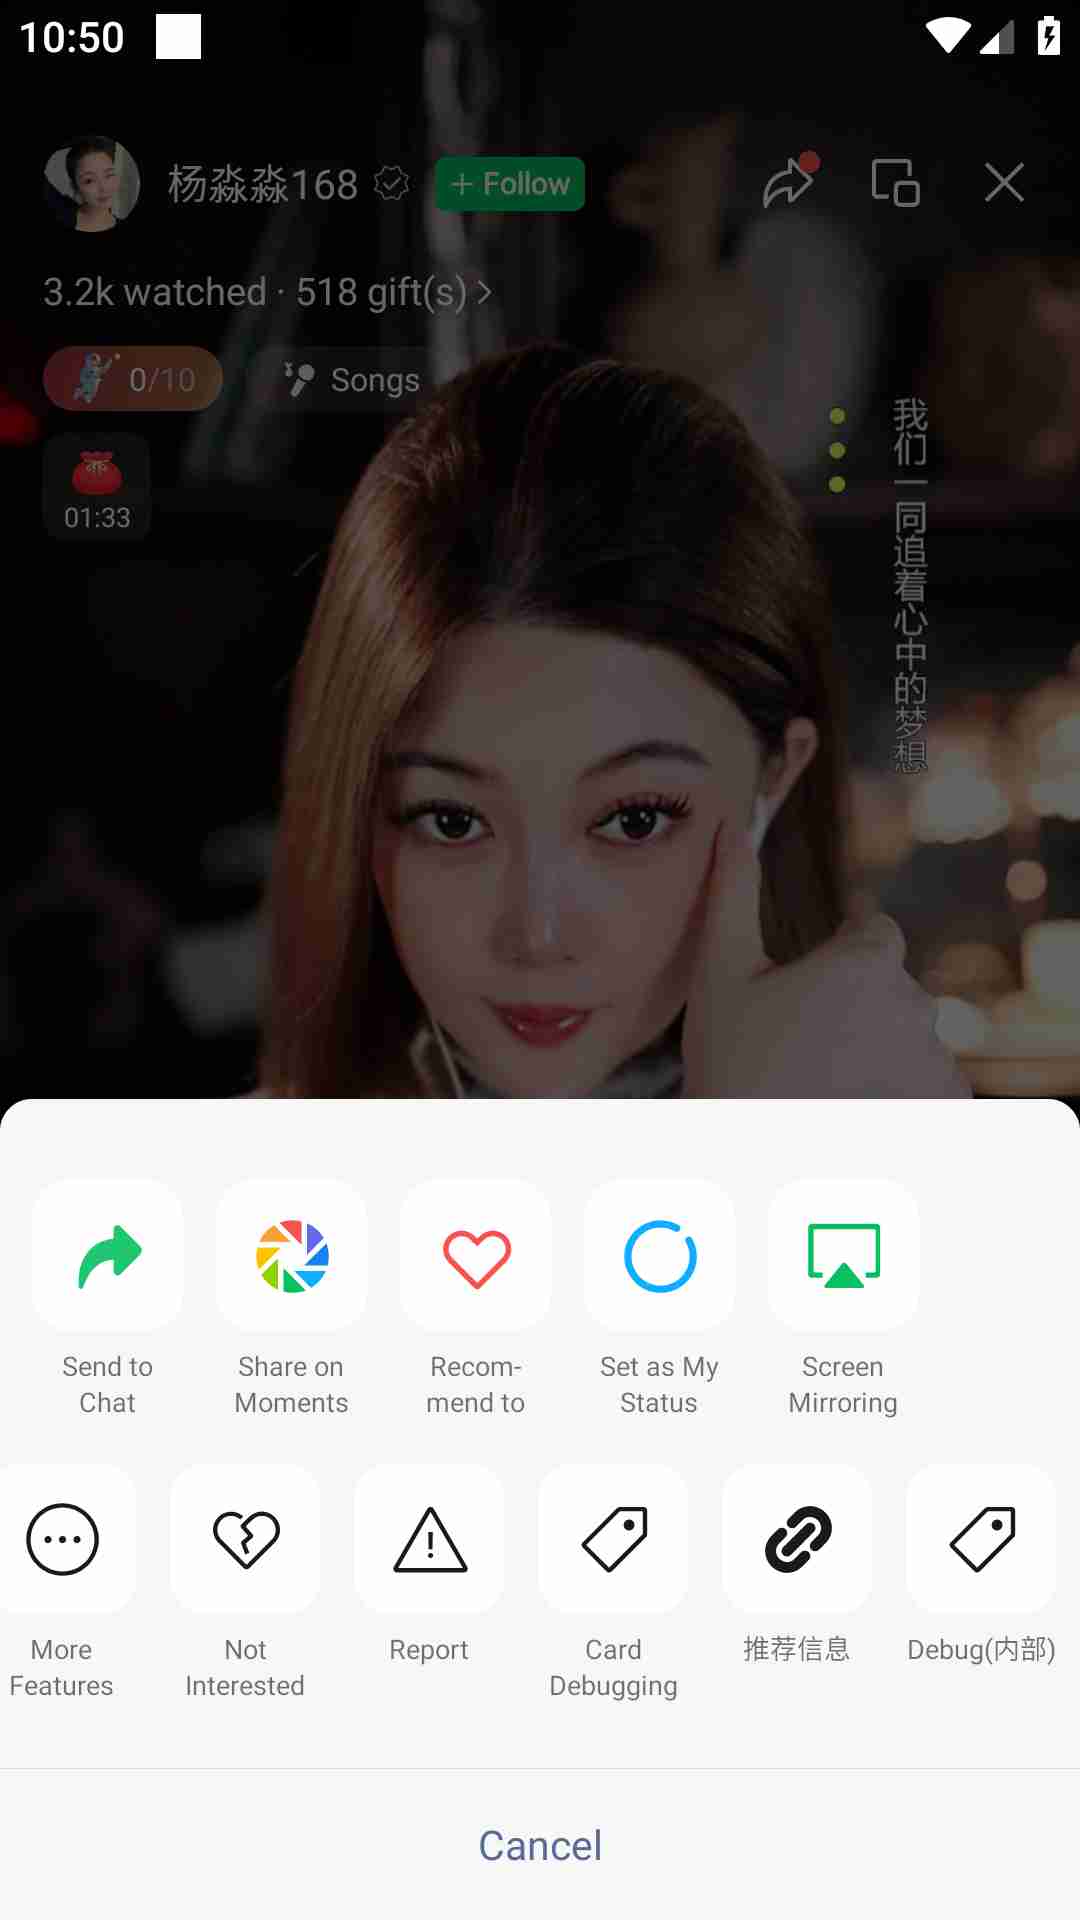 10:50
杨淼淼168
+ Follow
3.2k watched · 518 gift(s) >
0/10
Songs
01:33
我们一同追着心中的梦想
Send to
Chat
Share on
Moments
Recom-
mend to
Set as My
Status
Screen
Mirroring
More
Features
Not
Interested
Report
Card
Debugging
推荐信息
Debug(内部)
Cancel